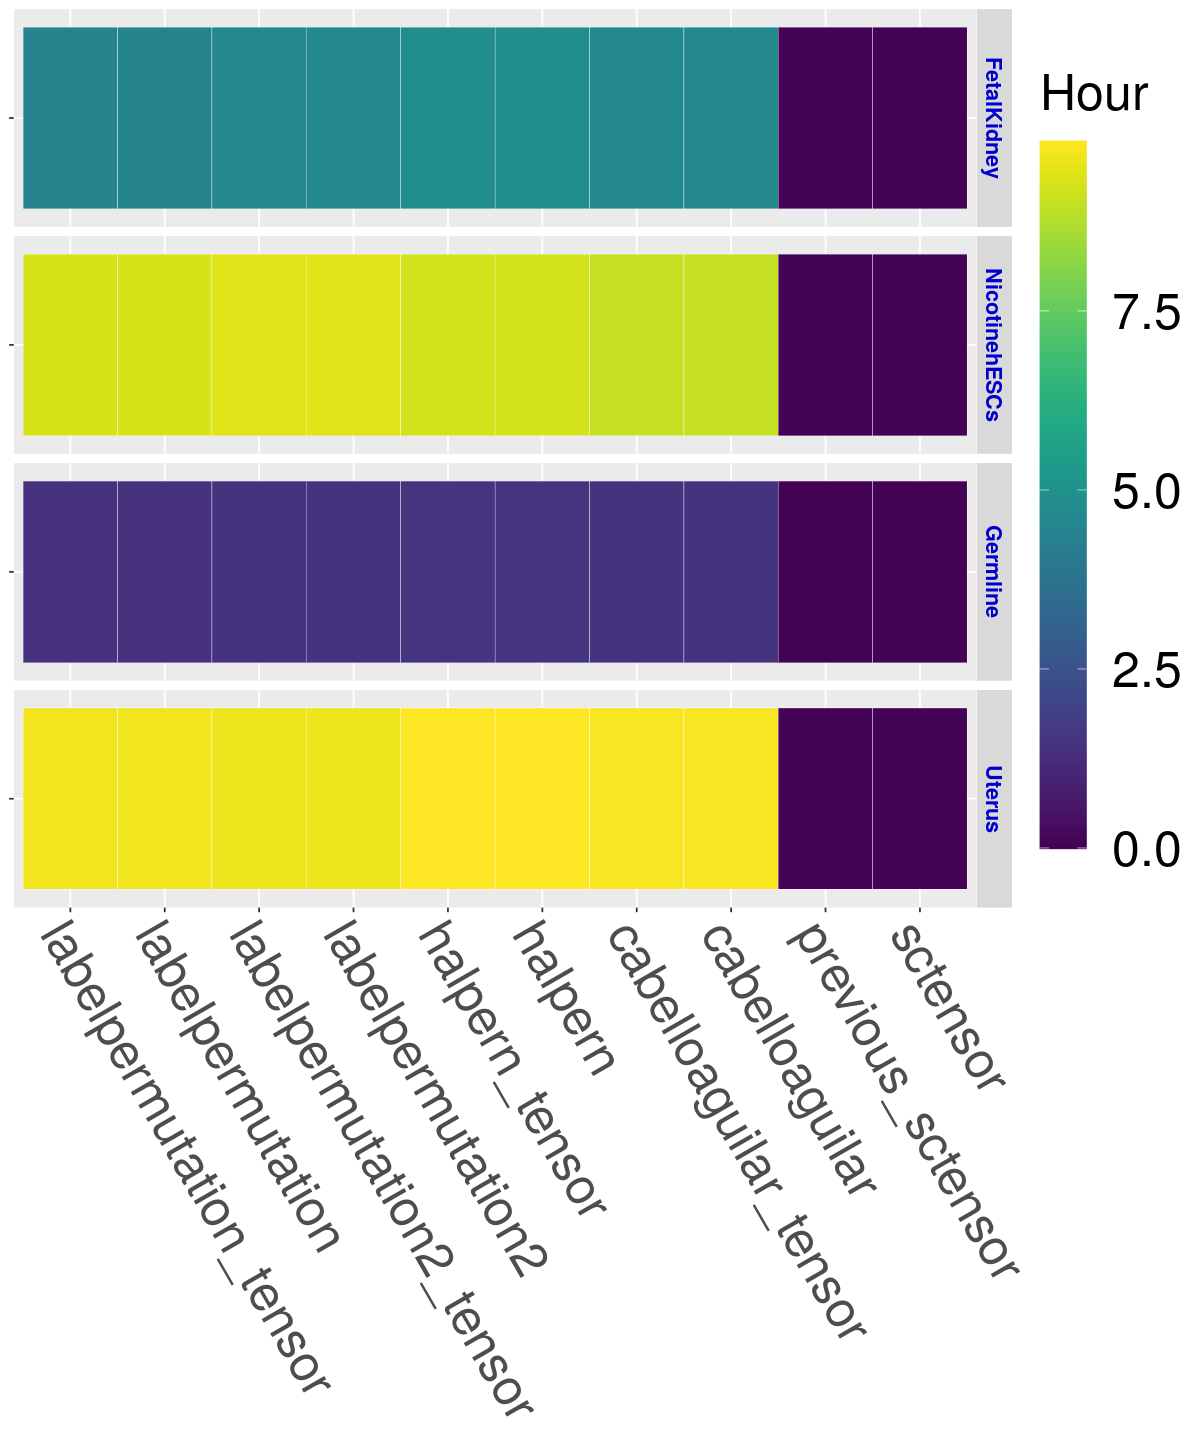 FetalKidney
NicotinehESCs
Germline
Uterus
Hour
7.5
5.0
2.5
0.0
labelpermutation_tensor
labelpermutation
labelpermutation2_tensor
labelpermutation2
halpern_tensor
halpern
cabelloaguilar_tensor
cabelloaguilar
previous_sctensor
sctensor